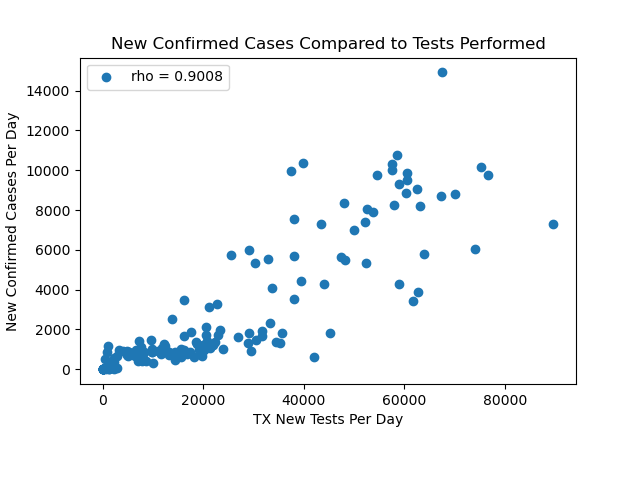 New Confirmed Cases Compared to Tests Performed
rho = 0.9008
New Confirmed Caeses Per Day
14000
12000
10000
8000
6000
4000
2000
0
0 20000 40000 60000 80000
TX New Tests Per Day